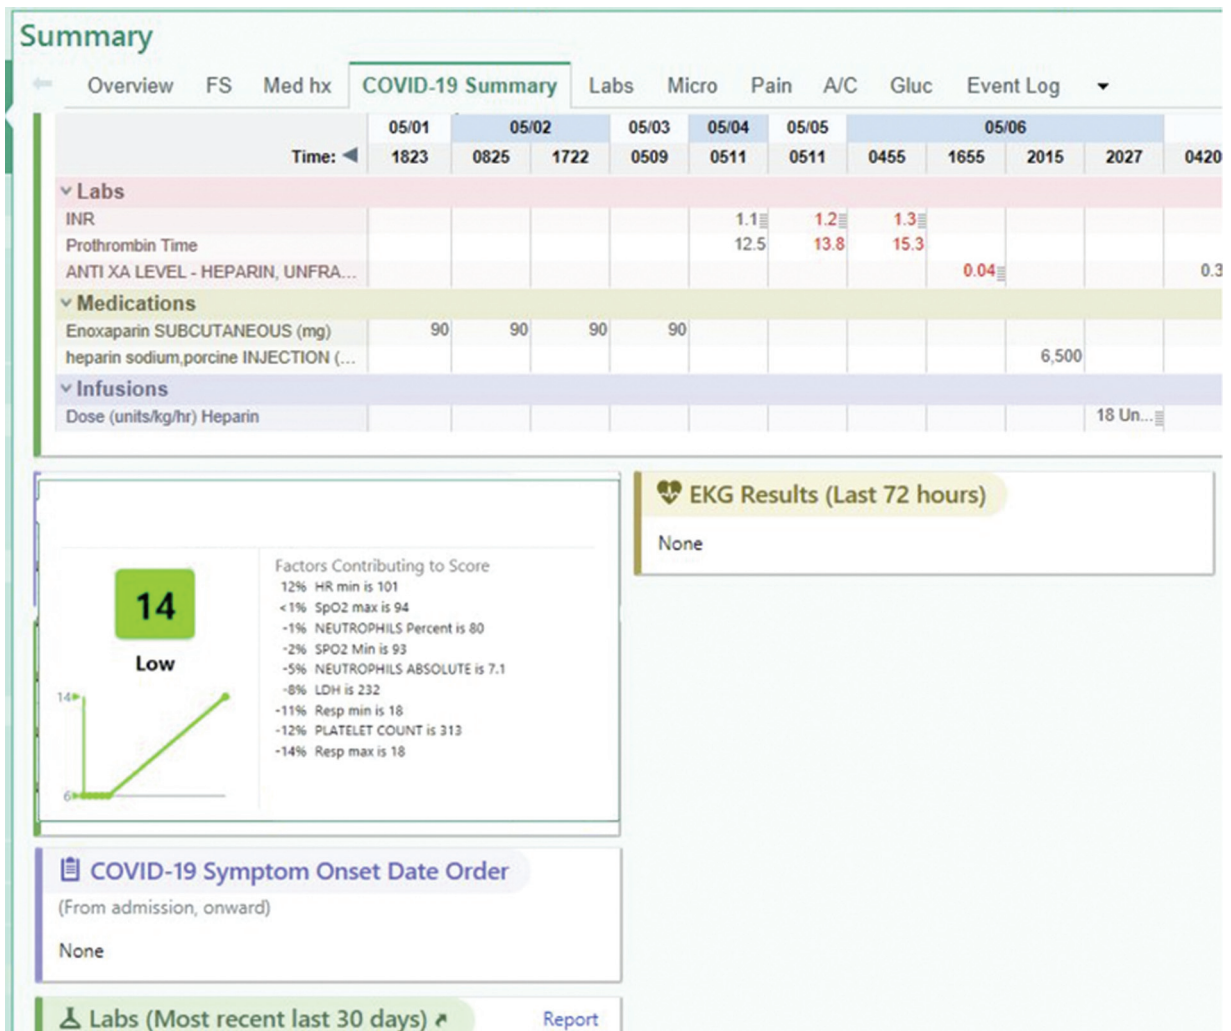 Summary
Overview FS Med hx COVID-19 Summary Labs Micro Pain A/C Gluc Event Log
05/01 05/02 05/03 05/04 05/05 05/06
Time: 1823 0825 1722 0509 0511 0511 0455 1655 2015 2027 0420
Labs
INR 1.1 1.2 1.3
Prothrombin Time 12.5 13.8 15.3
ANTI XA LEVEL - HEPARIN, UNFRA... 0.04 0.3
Medications
Enoxaparin SUBCUTANEOUS (mg) 90 90 90 90
heparin sodium,porcine INJECTION (... 6,500
Infusions
Dose (units/kg/hr) Heparin 18 Un...
EKG Results (Last 72 hours)
None
14
Low
14
6
Factors Contributing to Score
12% HR min is 101
<1% SpO2 max is 94
-1% NEUTROPHILS Percent is 80
-2% SPO2 Min is 93
-5% NEUTROPHILS ABSOLUTE is 7.1
-8% LDH is 232
-11% Resp min is 18
-12% PLATELET COUNT is 313
-14% Resp max is 18
COVID-19 Symptom Onset Date Order
(From admission, onward)
None
Labs (Most recent last 30 days) Report